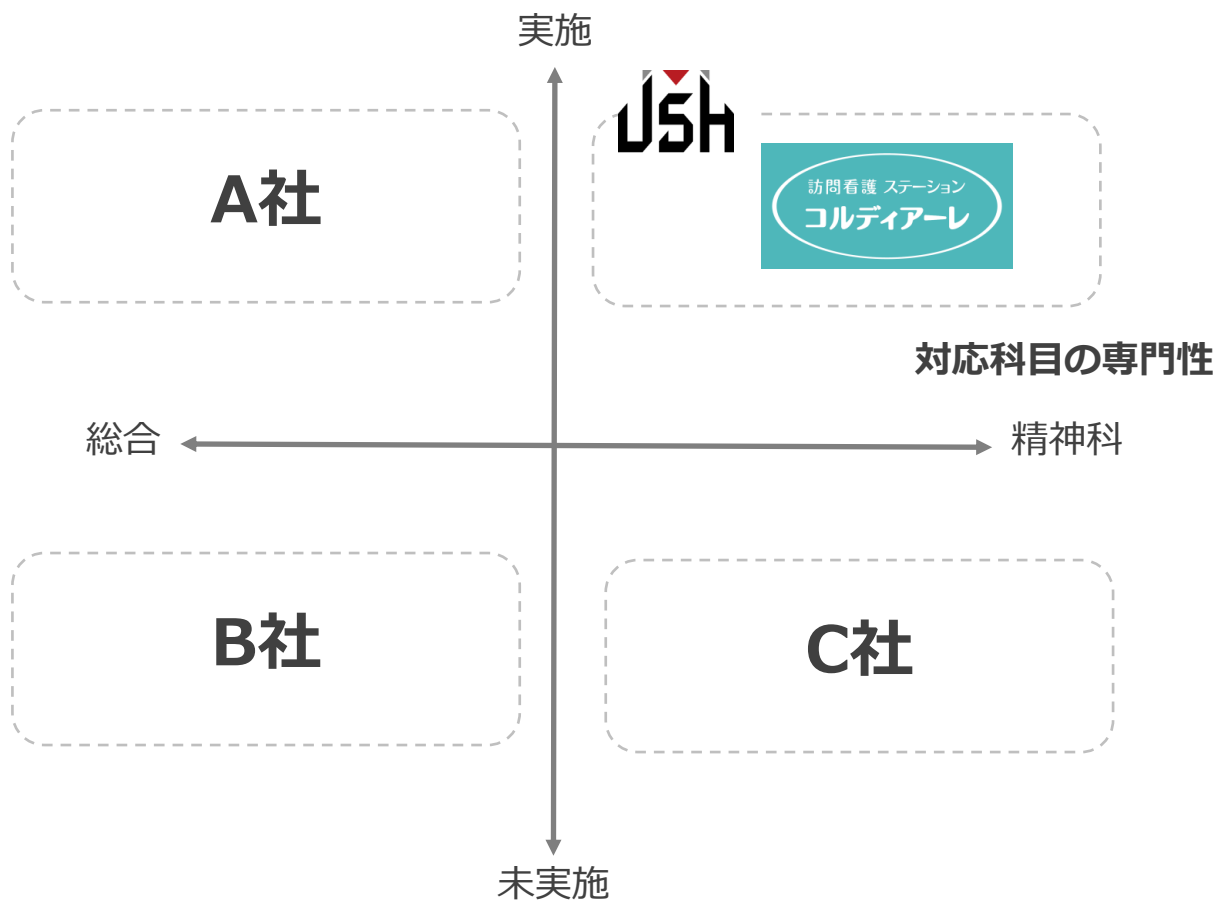 実施
A社
JSh
訪問看護 ステーション
コルディアーレ
対応科目の専門性
総合
精神科
B社
C社
未実施